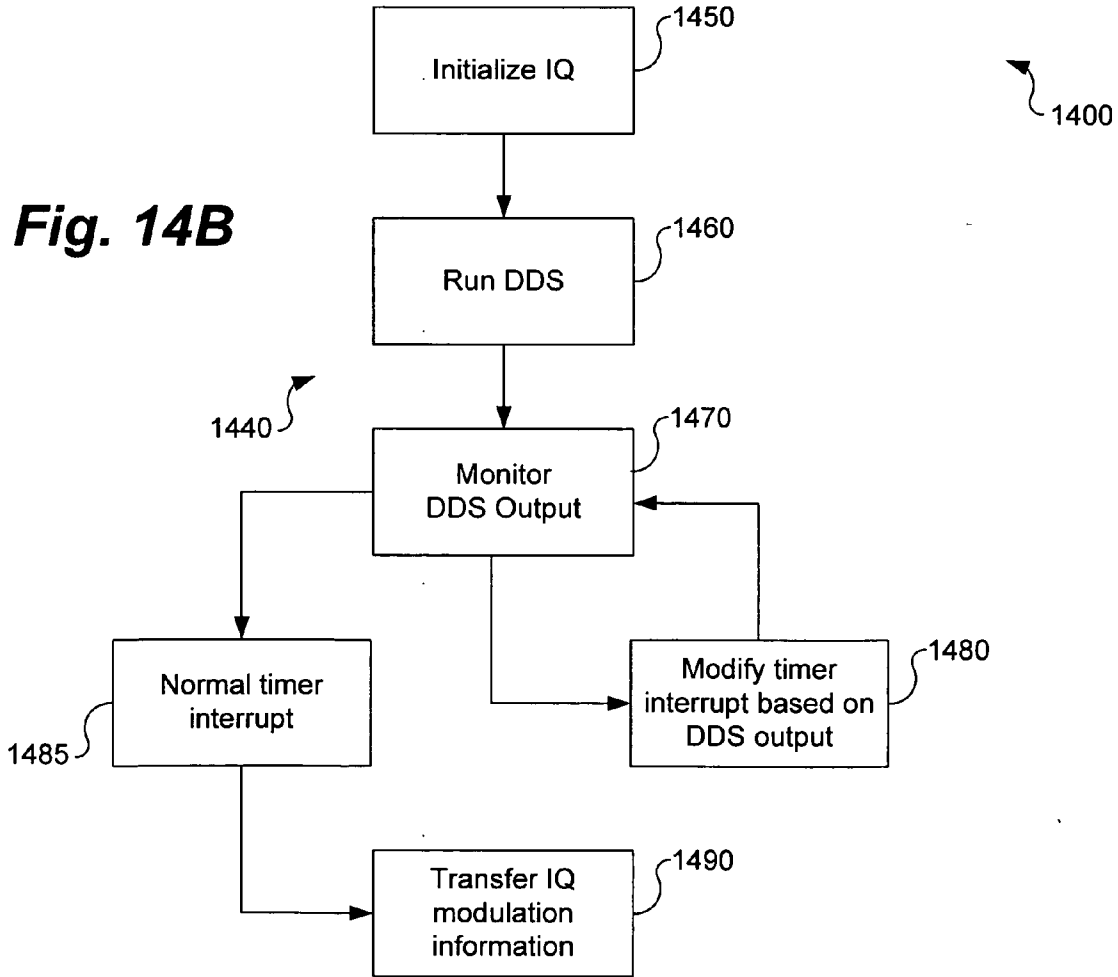 1450
Initialize IQ
1400
Fig. 14B
1460
Run DDS
1440
1470
Monitor
DDS Output
Normal timer
interrupt
1485
1480
Modify timer
interrupt based on
DDS output
1490
Transfer IQ
modulation
information